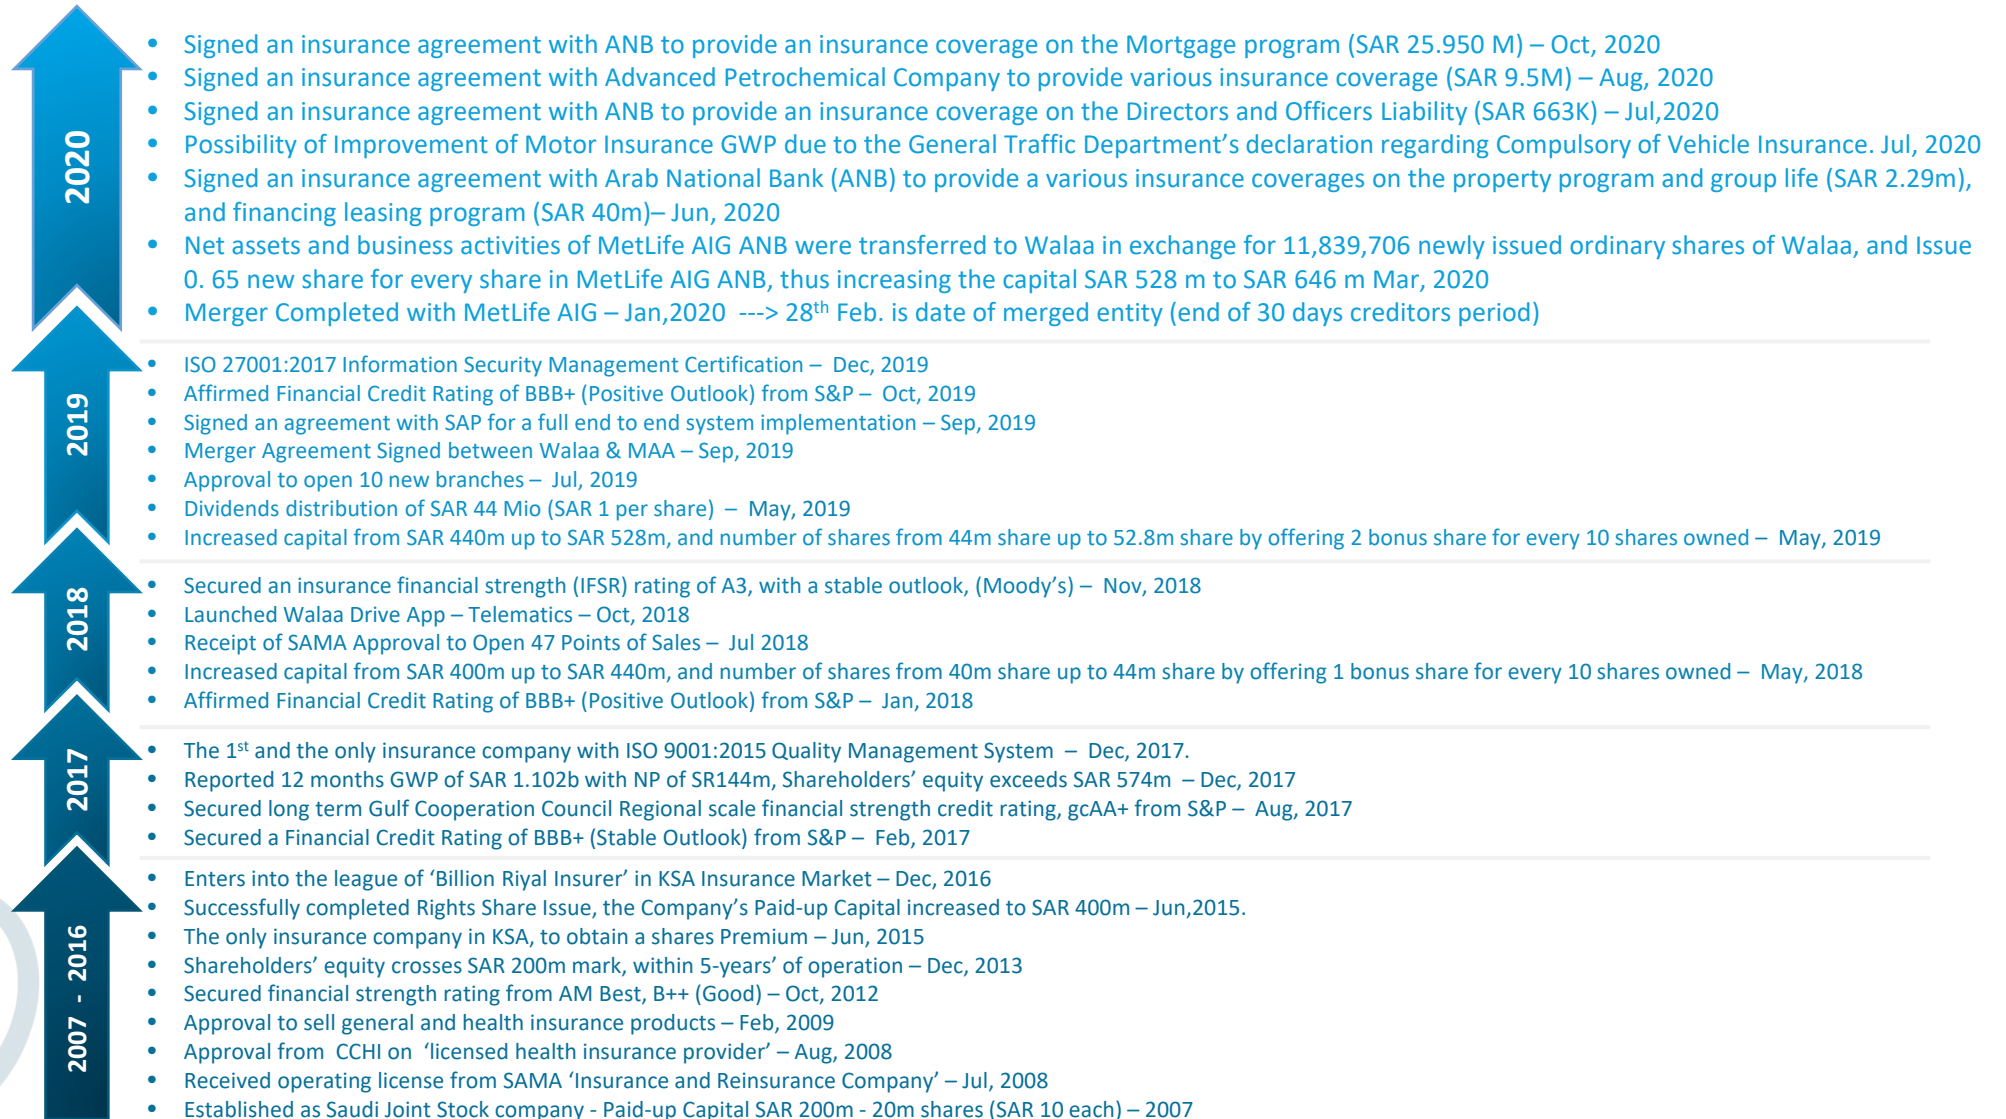 2020
• Signed an insurance agreement with ANB to provide an insurance coverage on the Mortgage program (SAR 25.950 M) – Oct, 2020
• Signed an insurance agreement with Advanced Petrochemical Company to provide various insurance coverage (SAR 9.5M) – Aug, 2020
• Signed an insurance agreement with ANB to provide an insurance coverage on the Directors and Officers Liability (SAR 663K) – Jul,2020
• Possibility of Improvement of Motor Insurance GWP due to the General Traffic Department’s declaration regarding Compulsory of Vehicle Insurance. Jul, 2020
• Signed an insurance agreement with Arab National Bank (ANB) to provide a various insurance coverages on the property program and group life (SAR 2.29m),
and financing leasing program (SAR 40m)– Jun, 2020
• Net assets and business activities of MetLife AIG ANB were transferred to Walaa in exchange for 11,839,706 newly issued ordinary shares of Walaa, and Issue
0. 65 new share for every share in MetLife AIG ANB, thus increasing the capital SAR 528 m to SAR 646 m Mar, 2020
• Merger Completed with MetLife AIG – Jan,2020 ---> 28th Feb. is date of merged entity (end of 30 days creditors period)
2019
• ISO 27001:2017 Information Security Management Certification – Dec, 2019
• Affirmed Financial Credit Rating of BBB+ (Positive Outlook) from S&P – Oct, 2019
• Signed an agreement with SAP for a full end to end system implementation – Sep, 2019
• Merger Agreement Signed between Walaa & MAA – Sep, 2019
• Approval to open 10 new branches – Jul, 2019
• Dividends distribution of SAR 44 Mio (SAR 1 per share) – May, 2019
• Increased capital from SAR 440m up to SAR 528m, and number of shares from 44m share up to 52.8m share by offering 2 bonus share for every 10 shares owned – May, 2019
2018
• Secured an insurance financial strength (IFSR) rating of A3, with a stable outlook, (Moody’s) – Nov, 2018
• Launched Walaa Drive App – Telematics – Oct, 2018
• Receipt of SAMA Approval to Open 47 Points of Sales – Jul 2018
• Increased capital from SAR 400m up to SAR 440m, and number of shares from 40m share up to 44m share by offering 1 bonus share for every 10 shares owned – May, 2018
• Affirmed Financial Credit Rating of BBB+ (Positive Outlook) from S&P – Jan, 2018
2017
• The 1st and the only insurance company with ISO 9001:2015 Quality Management System – Dec, 2017.
• Reported 12 months GWP of SAR 1.102b with NP of SR144m, Shareholders’ equity exceeds SAR 574m – Dec, 2017
• Secured long term Gulf Cooperation Council Regional scale financial strength credit rating, gcAA+ from S&P – Aug, 2017
• Secured a Financial Credit Rating of BBB+ (Stable Outlook) from S&P – Feb, 2017
2007 - 2016
• Enters into the league of ‘Billion Riyal Insurer’ in KSA Insurance Market – Dec, 2016
• Successfully completed Rights Share Issue, the Company’s Paid-up Capital increased to SAR 400m – Jun,2015.
• The only insurance company in KSA, to obtain a shares Premium – Jun, 2015
• Shareholders’ equity crosses SAR 200m mark, within 5-years’ of operation – Dec, 2013
• Secured financial strength rating from AM Best, B++ (Good) – Oct, 2012
• Approval to sell general and health insurance products – Feb, 2009
• Approval from CCHI on ‘licensed health insurance provider’ – Aug, 2008
• Received operating license from SAMA ‘Insurance and Reinsurance Company’ – Jul, 2008
• Established as Saudi Joint Stock company - Paid-up Capital SAR 200m - 20m shares (SAR 10 each) – 2007